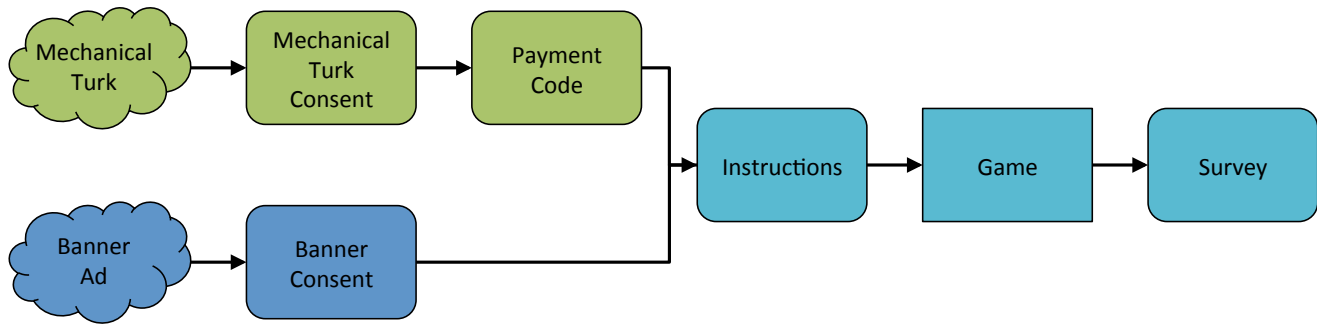 Mechanical
Turk
Mechanical
Turk
Consent
Payment
Code
Instructions
Game
Survey
Banner
Ad
Banner
Consent